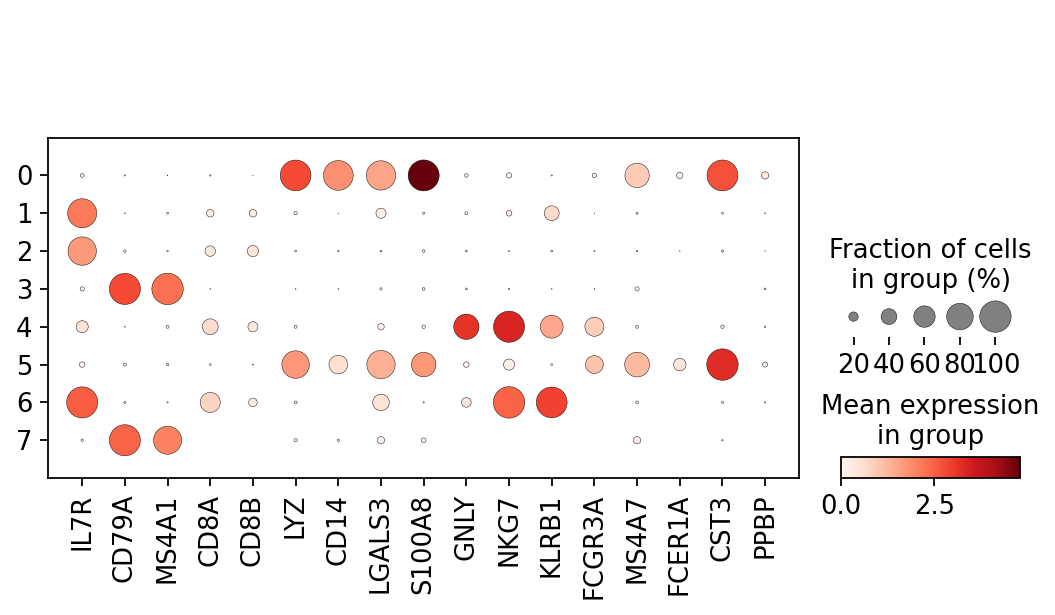 0
1
2
3
4
5
6
7
IL7R
CD79A
MS4A1
CD8A
CD8B
LYZ
CD14
LGALS3
S100A8
GNLY
NKG7
KLRB1
FCGR3A
MS4A7
FCER1A
CST3
PPBP
Fraction of cells
in group (%)
20 40 60 80 100
Mean expression
in group
0.0 2.5